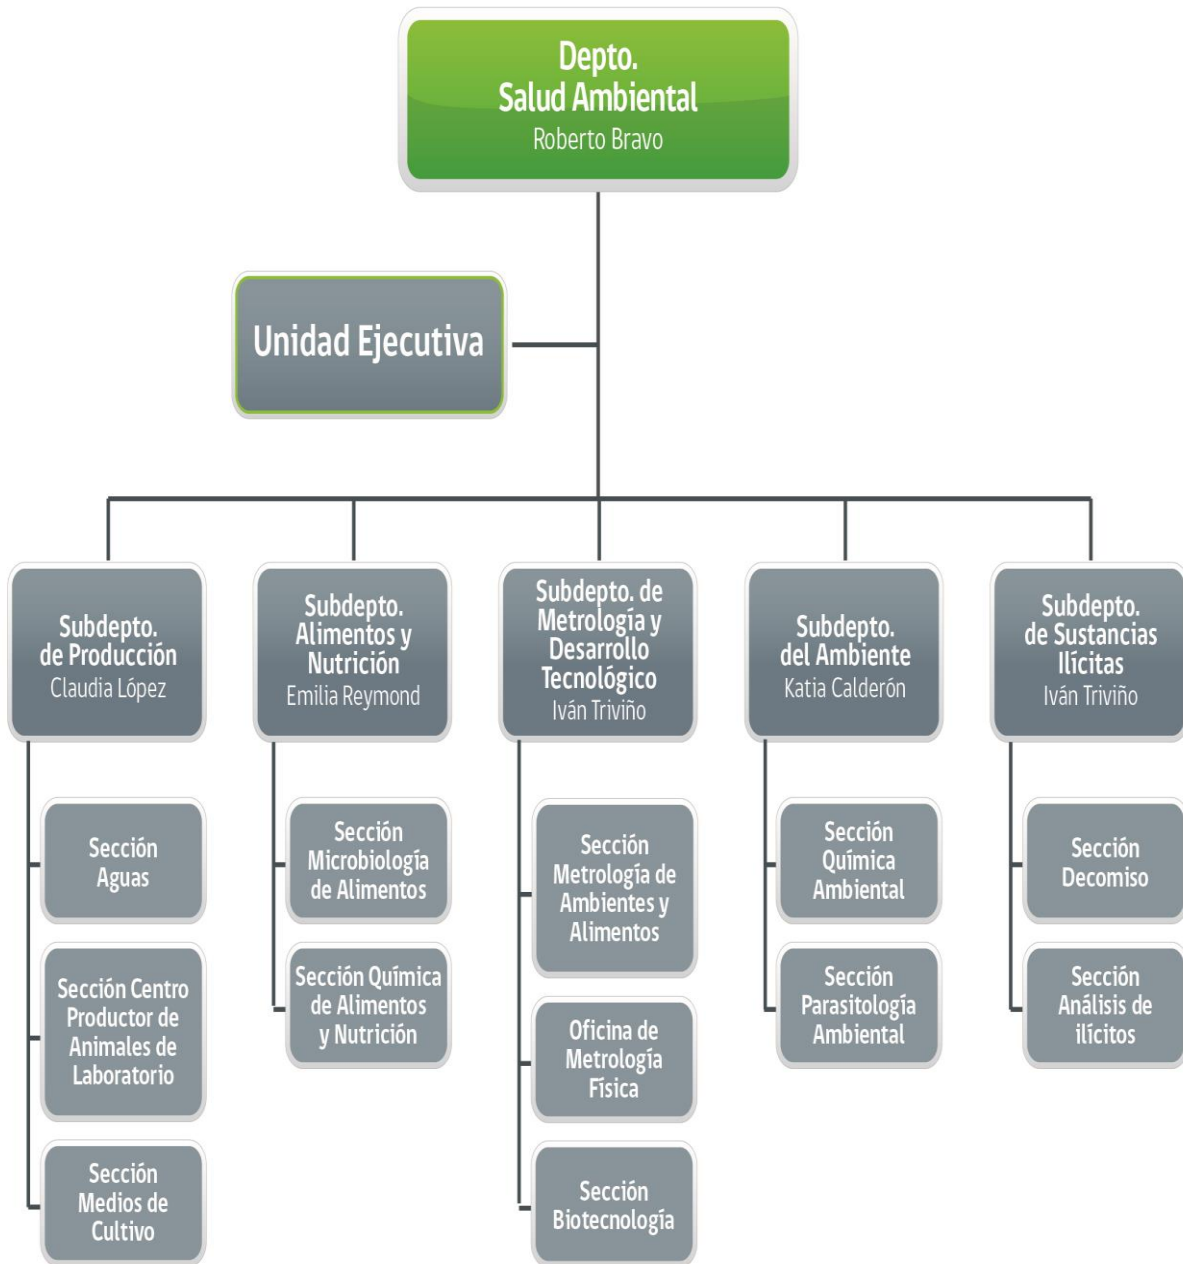 Depto.
Salud Ambiental
Roberto Bravo
Unidad Ejecutiva
Subdepto.
de Producción
Claudia López
Subdepto.
Alimentos y
Nutrición
Emilia Reymond
Subdepto. de
Metrología y
Desarrollo
Tecnológico
Iván Triviño
Subdepto.
del Ambiente
Katia Calderón
Subdepto.
de Sustancias
Ilícitas
Iván Triviño
Sección
Aguas
Sección Centro
Productor de
Animales de
Laboratorio
Sección
Medios de
Cultivo
Sección
Microbiología
de Alimentos
Sección Química
de Alimentos
y Nutrición
Sección
Metrología de
Ambientes y
Alimentos
Oficina de
Metrología
Física
Sección
Biotecnología
Sección
Química
Ambiental
Sección
Parasitología
Ambiental
Sección
Decomiso
Sección
Análisis de
ilícitos